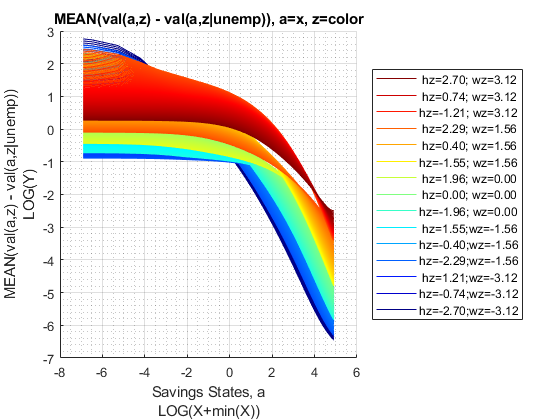 MEAN(val(a,z) - val(a,z|unemp)), a=x, z=color
MEAN(val(a,z) - val(a,z|unemp))
LOG(Y)
3
2
1
0
-1
-2
-3
-4
-5
-6
-7
-8
-6
-4
-2
0
2
4
6
Savings States, a
LOG(X+min(X))
hz=2.70; wz=3.12
hz=0.74; wz=3.12
hz=-1.21; wz=3.12
hz=2.29; wz=1.56
hz=0.40; wz=1.56
hz=-1.55; wz=1.56
hz=1.96; wz=0.00
hz=0.00; wz=0.00
hz=-1.96; wz=0.00
hz=1.55;wz=-1.56
hz=-0.40;wz=-1.56
hz=-2.29;wz=-1.56
hz=1.21;wz=-3.12
hz=-0.74;wz=-3.12
hz=-2.70;wz=-3.12